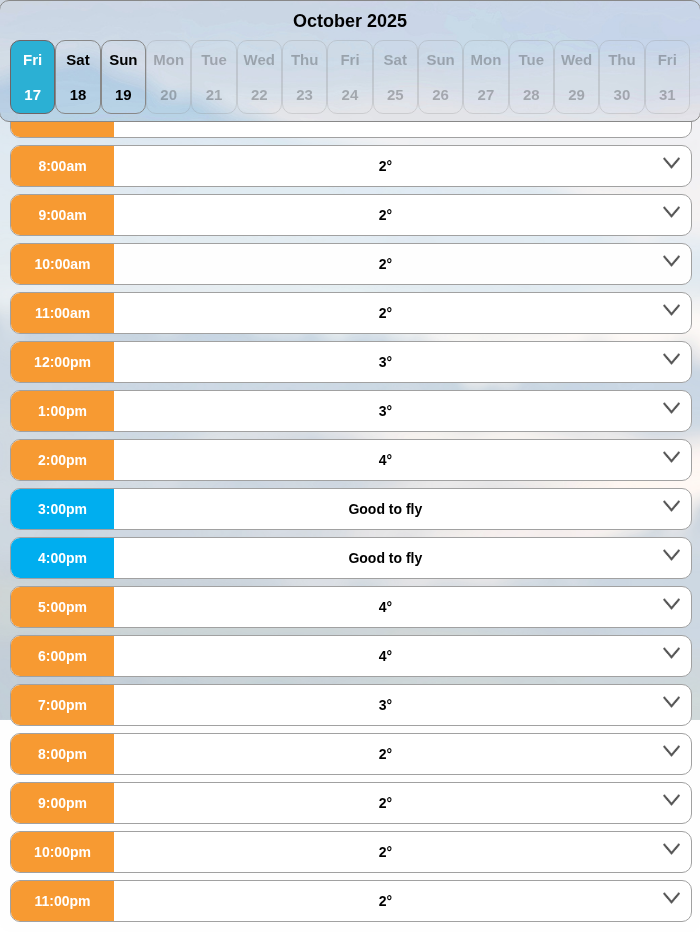 October 2025
Fri Sat Sun Mon Tue Wed Thu Fri Sat Sun Mon Tue Wed Thu Fri
17 18 19 20 21 22 23 24 25 26 27 28 29 30 31
8:00am 2°
9:00am 2°
10:00am 2°
11:00am 2°
12:00pm 3°
1:00pm 3°
2:00pm 4°
3:00pm Good to fly
4:00pm Good to fly
5:00pm 4°
6:00pm 4°
7:00pm 3°
8:00pm 2°
9:00pm 2°
10:00pm 2°
11:00pm 2°